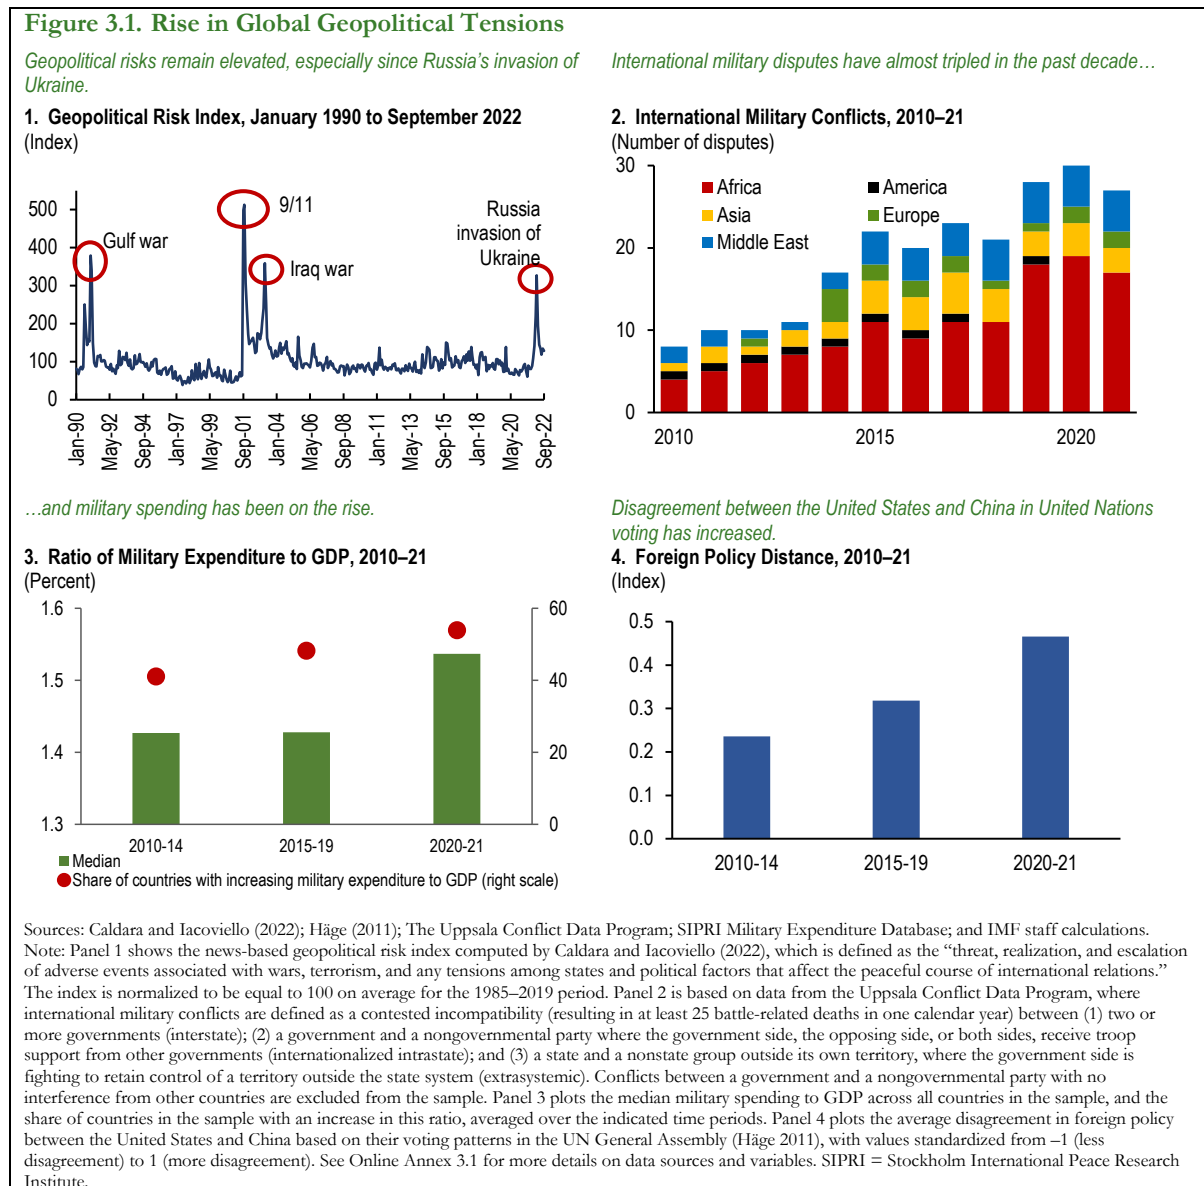 Figure 3.1. Rise in Global Geopolitical Tensions
Geopolitical risks remain elevated, especially since Russia's invasion of
Ukraine.
1. Geopolitical Risk Index, January 1990 to September 2022
(Index)
500
400
300
200
100
0
Gulf war
9/11
Iraq war
Russia
invasion of
Ukraine
Jan-90
May-92
Sep-94
Jan-97
May-99
Sep-01
Jan-04
May-06
Sep-08
Jan-11
May-13
Sep-15
Jan-18
May-20
Sep-22
International military disputes have almost tripled in the past decade…
2. International Military Conflicts, 2010–21
(Number of disputes)
30
20
10
0
Africa
America
Asia
Europe
Middle East
2010
2015
2020
…and military spending has been on the rise.
3. Ratio of Military Expenditure to GDP, 2010–21
(Percent)
1.6
1.5
1.4
1.3
60
40
20
0
2010-14
2015-19
2020-21
Median
Share of countries with increasing military expenditure to GDP (right scale)
Disagreement between the United States and China in United Nations
voting has increased.
4. Foreign Policy Distance, 2010–21
(Index)
0.5
0.4
0.3
0.2
0.1
0.0
2010-14
2015-19
2020-21
Sources: Caldara and Iacoviello (2022); Häge (2011); The Uppsala Conflict Data Program; SIPRI Military Expenditure Database; and IMF staff calculations.
Note: Panel 1 shows the news-based geopolitical risk index computed by Caldara and Iacoviello (2022), which is defined as the "threat, realization, and escalation
of adverse events associated with wars, terrorism, and any tensions among states and political factors that affect the peaceful course of international relations."
The index is normalized to be equal to 100 on average for the 1985–2019 period. Panel 2 is based on data from the Uppsala Conflict Data Program, where
international military conflicts are defined as a contested incompatibility (resulting in at least 25 battle-related deaths in one calendar year) between (1) two or
more governments (interstate); (2) a government and a nongovernmental party where the government side, the opposing side, or both sides, receive troop
support from other governments (internationalized intrastate); and (3) a state and a nonstate group outside its own territory, where the government side is
fighting to retain control of a territory outside the state system (extrasystemic). Conflicts between a government and a nongovernmental party with no
interference from other countries are excluded from the sample. Panel 3 plots the median military spending to GDP across all countries in the sample, and the
share of countries in the sample with an increase in this ratio, averaged over the indicated time periods. Panel 4 plots the average disagreement in foreign policy
between the United States and China based on their voting patterns in the UN General Assembly (Häge 2011), with values standardized from –1 (less
disagreement) to 1 (more disagreement). See Online Annex 3.1 for more details on data sources and variables. SIPRI = Stockholm International Peace Research
Institute.